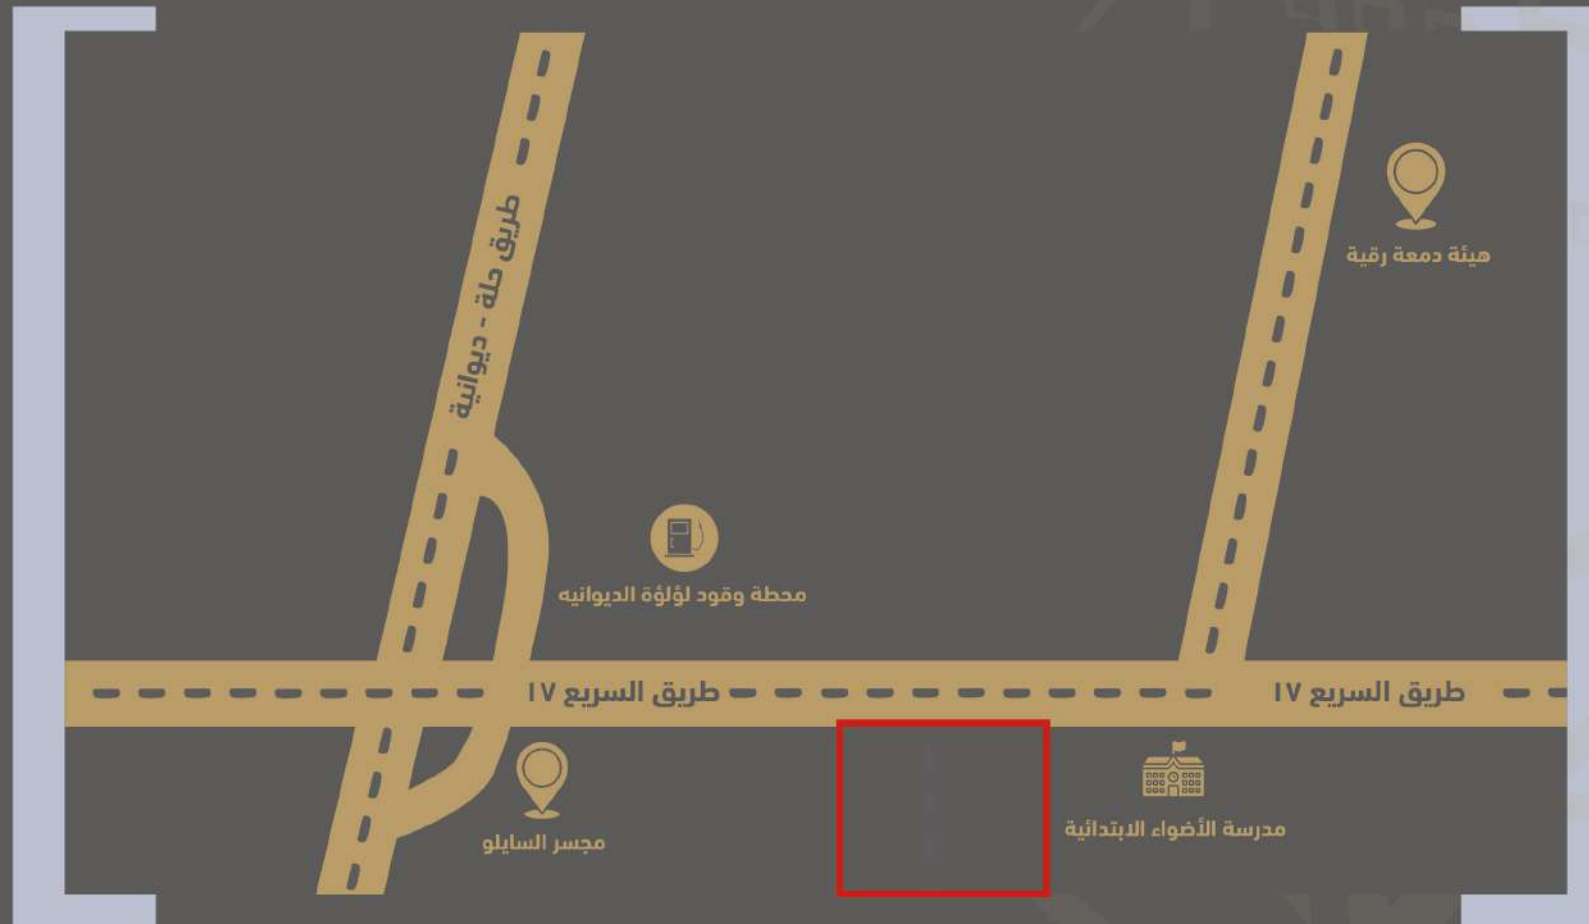 طريق حلة - ديوانية
هيئة دمعة رقية
محطة وقود لؤلؤة الديوانيه
طريق السريع ١٧
طريق السريع ١٧
مدرسة الأضواء الابتدائية
مجسر السايلو